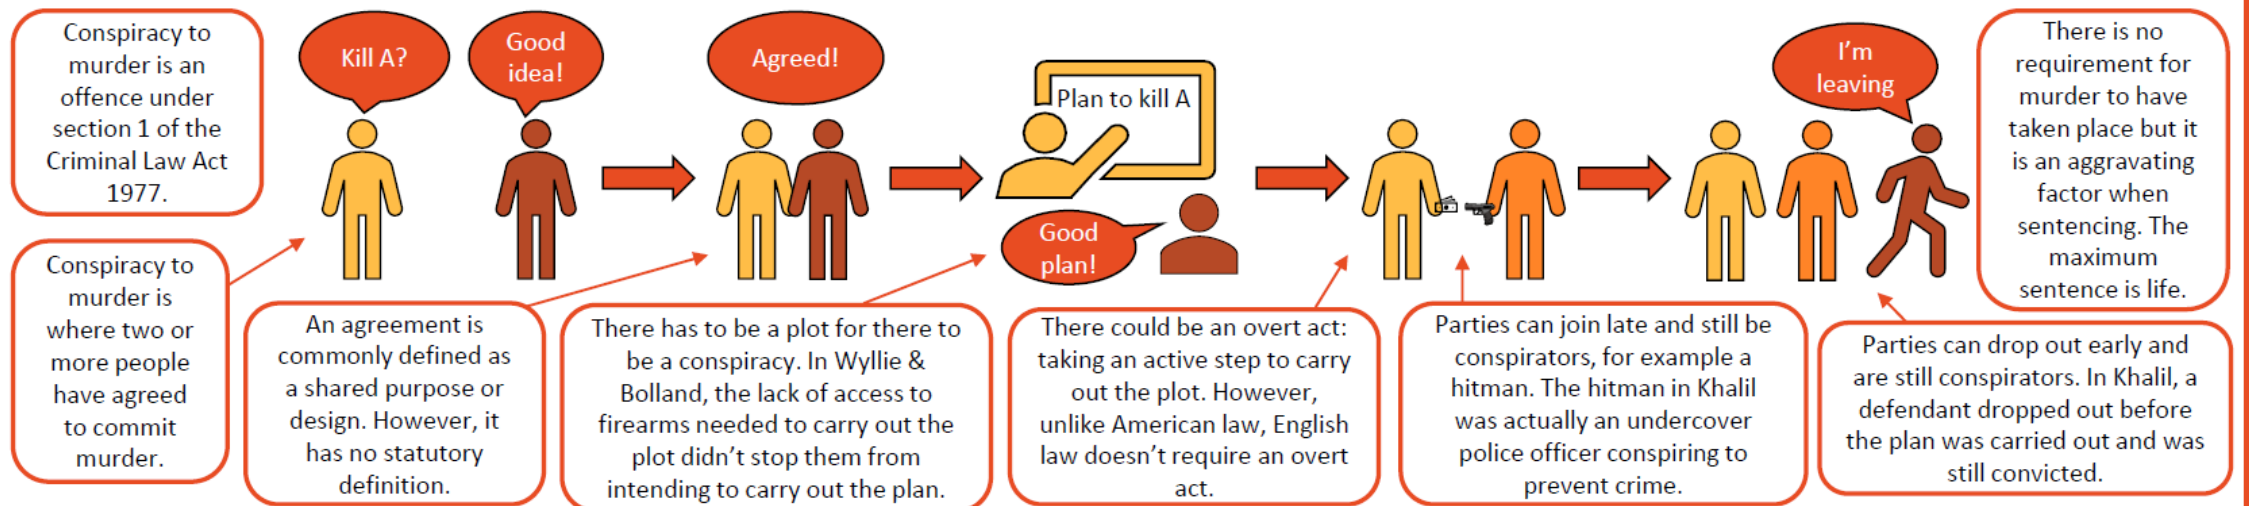 Conspiracy to
murder is an
offence under
section 1 of the
Criminal Law Act
1977.
Conspiracy to
murder is
where two or
more people
have agreed
to commit
murder.
Kill A?
Good
idea!
An agreement is
commonly defined as
a shared purpose or
design. However, it
has no statutory
definition.
Agreed!
There has to be a plot for there to
be a conspiracy. In Wyllie &
Bolland, the lack of access to
firearms needed to carry out the
plot didn’t stop them from
intending to carry out the plan.
Plan to kill A
Good
plan!
There could be an overt act:
taking an active step to carry
out the plot. However,
unlike American law, English
law doesn’t require an overt
act.
Parties can join late and still be
conspirators, for example a
hitman. The hitman in Khalil
was actually an undercover
police officer conspiring to
prevent crime.
I’m
leaving
Parties can drop out early and
are still conspirators. In Khalil, a
defendant dropped out before
the plan was carried out and was
still convicted.
There is no
requirement for
murder to have
taken place but it
is an aggravating
factor when
sentencing. The
maximum
sentence is life.